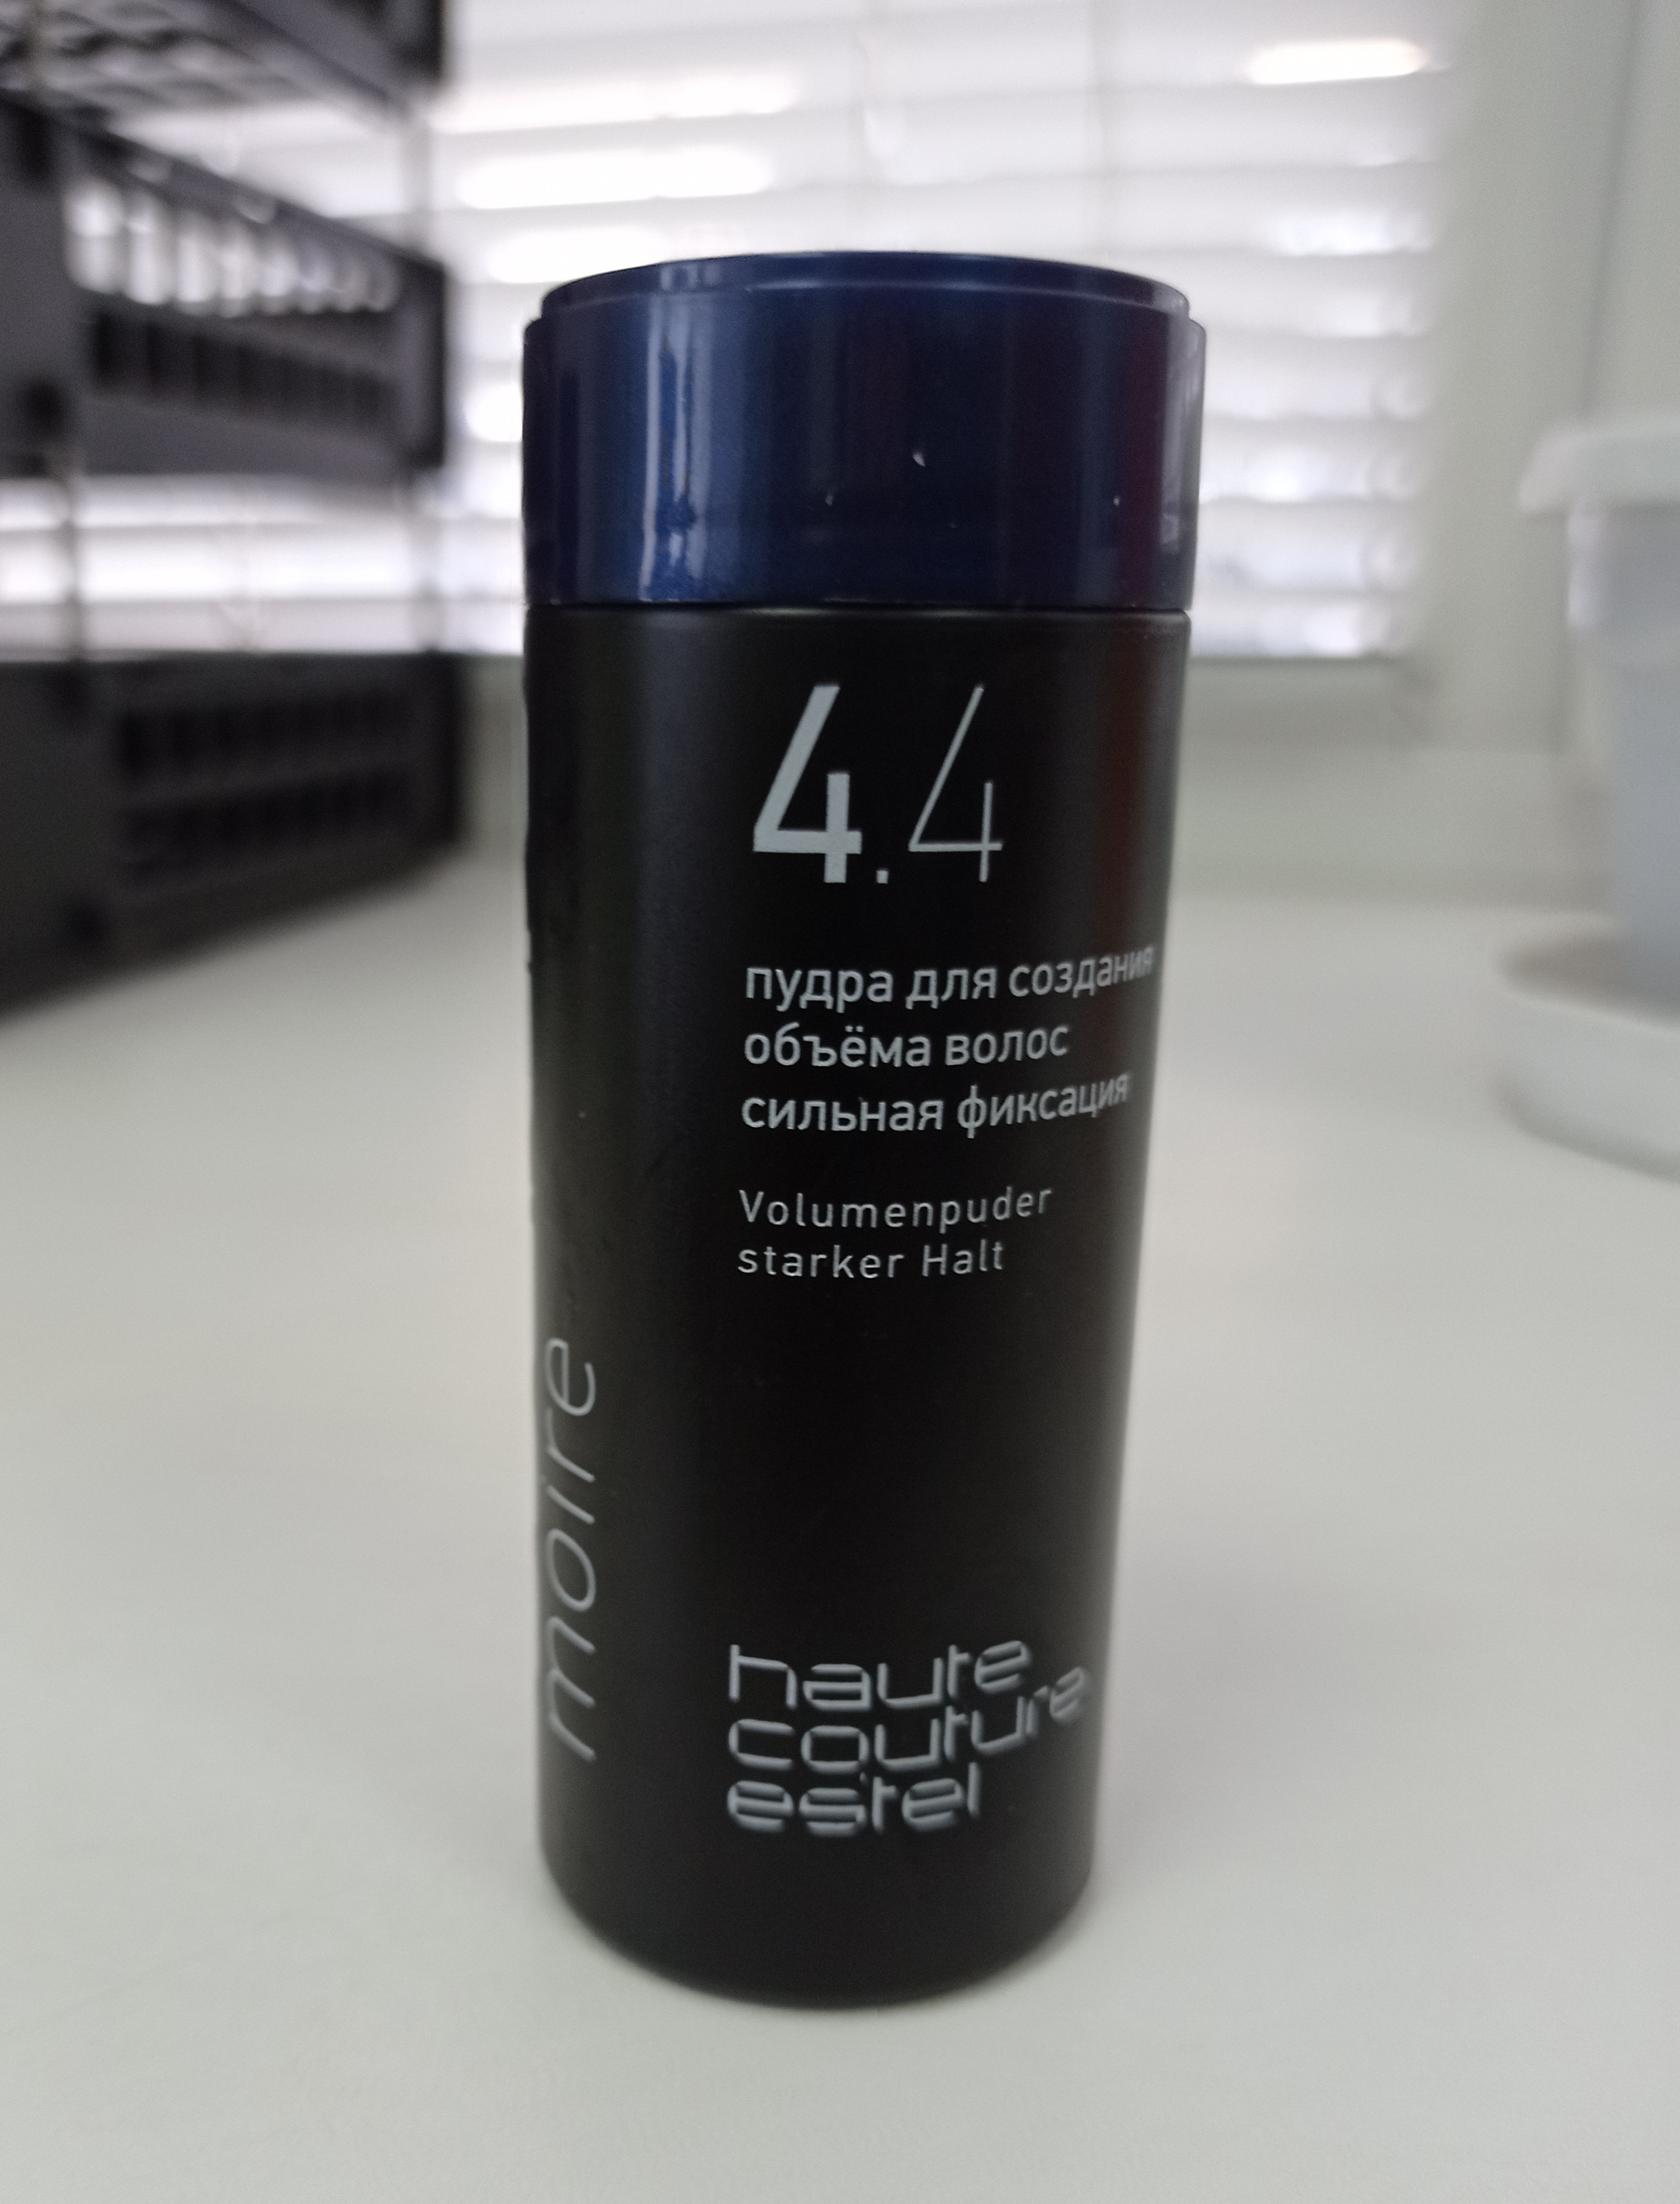 4.4
пудра для создания
объёма волос
сильная фиксация
Volumenpuder
starker Halt
moire
haute
couture
estel